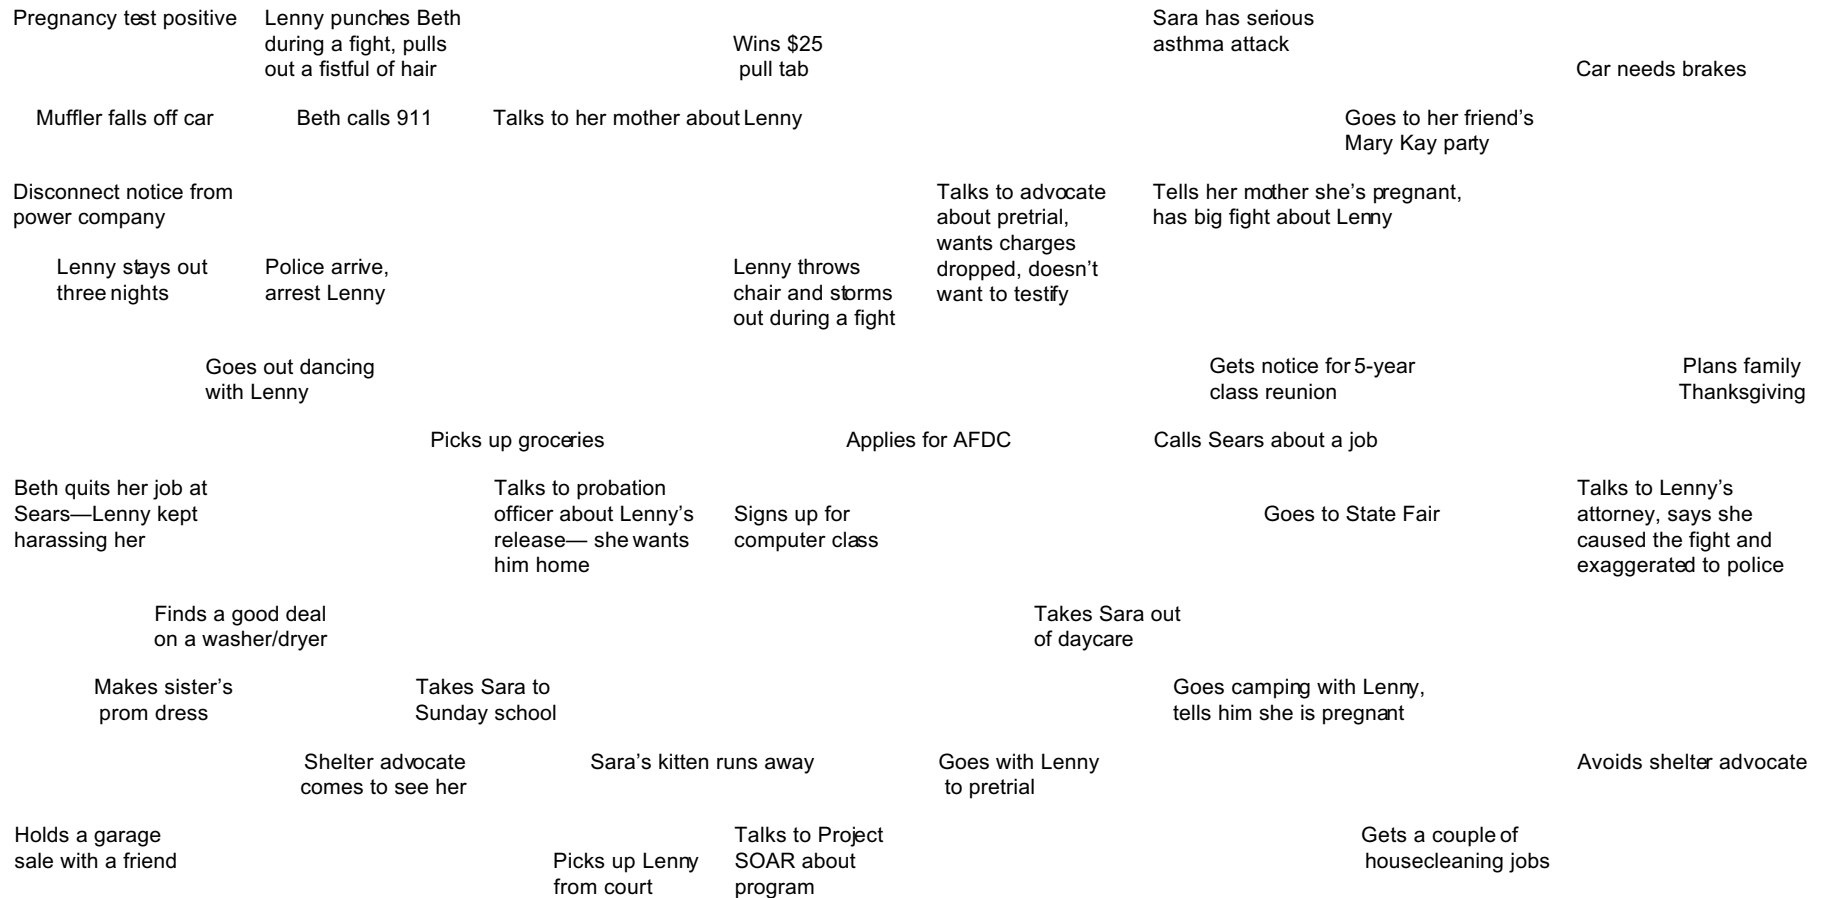 Pregnancy test positive
Lenny punches Beth
during a fight, pulls
out a fistful of hair
Wins $25
pull tab
Sara has serious
asthma attack
Car needs brakes
Muffler falls off car
Beth calls 911
Talks to her mother about Lenny
Goes to her friend’s
Mary Kay party
Disconnect notice from
power company
Talks to advocate
about pretrial,
wants charges
dropped, doesn’t
want to testify
Tells her mother she’s pregnant,
has big fight about Lenny
Lenny stays out
three nights
Police arrive,
arrest Lenny
Lenny throws
chair and storms
out during a fight
Goes out dancing
with Lenny
Gets notice for 5-year
class reunion
Plans family
Thanksgiving
Picks up groceries
Applies for AFDC
Calls Sears about a job
Beth quits her job at
Sears—Lenny kept
harassing her
Talks to probation
officer about Lenny’s
release— she wants
him home
Signs up for
computer class
Goes to State Fair
Talks to Lenny’s
attorney, says she
caused the fight and
exaggerated to police
Finds a good deal
on a washer/dryer
Takes Sara out
of daycare
Makes sister’s
prom dress
Takes Sara to
Sunday school
Goes camping with Lenny,
tells him she is pregnant
Shelter advocate
comes to see her
Sara’s kitten runs away
Goes with Lenny
to pretrial
Avoids shelter advocate
Holds a garage
sale with a friend
Picks up Lenny
from court
Talks to Project
SOAR about
program
Gets a couple of
housecleaning jobs